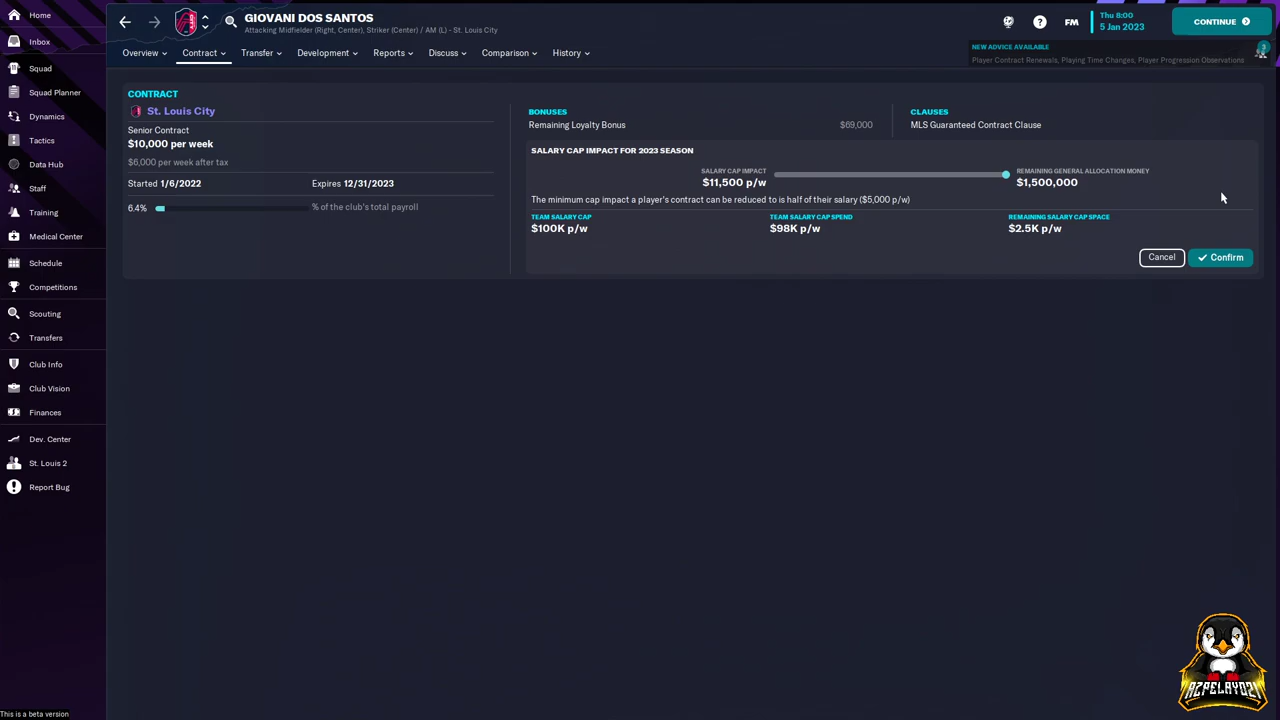 Home
Inbox
Squad
Squad Planner
Dynamics
Tactics
Data Hub
Staff
Training
Medical Center
Schedule
Competitions
Scouting
Transfers
Club Info
Club Vision
Finances
Dev. Center
St. Louis 2
Report Bug
This is a beta version
GIOVANI DOS SANTOS
Attacking Midfielder (Right, Center), Striker (Center) / AM (L) - St. Louis City
FM
Thu 8:00
5 Jan 2023
CONTINUE
Overview
Contract
Transfer
Development
Reports
Discuss
Comparison
History
NEW ADVICE AVAILABLE
Player Contract Renewals, Playing Time Changes, Player Progression Observations
3
CONTRACT
St. Louis City
Senior Contract
$10,000 per week
$6,000 per week after tax
Started 1/6/2022 Expires 12/31/2023
6.4% % of the club's total payroll
BONUSES
Remaining Loyalty Bonus $69,000
CLAUSES
MLS Guaranteed Contract Clause
SALARY CAP IMPACT FOR 2023 SEASON
SALARY CAP IMPACT
$11,500 p/w
REMAINING GENERAL ALLOCATION MONEY
$1,500,000
The minimum cap impact a player's contract can be reduced to is half of their salary ($5,000 p/w)
TEAM SALARY CAP
$100K p/w
TEAM SALARY CAP SPEND
$98K p/w
REMAINING SALARY CAP SPACE
$2.5K p/w
Cancel
Confirm
AZPELAYO21